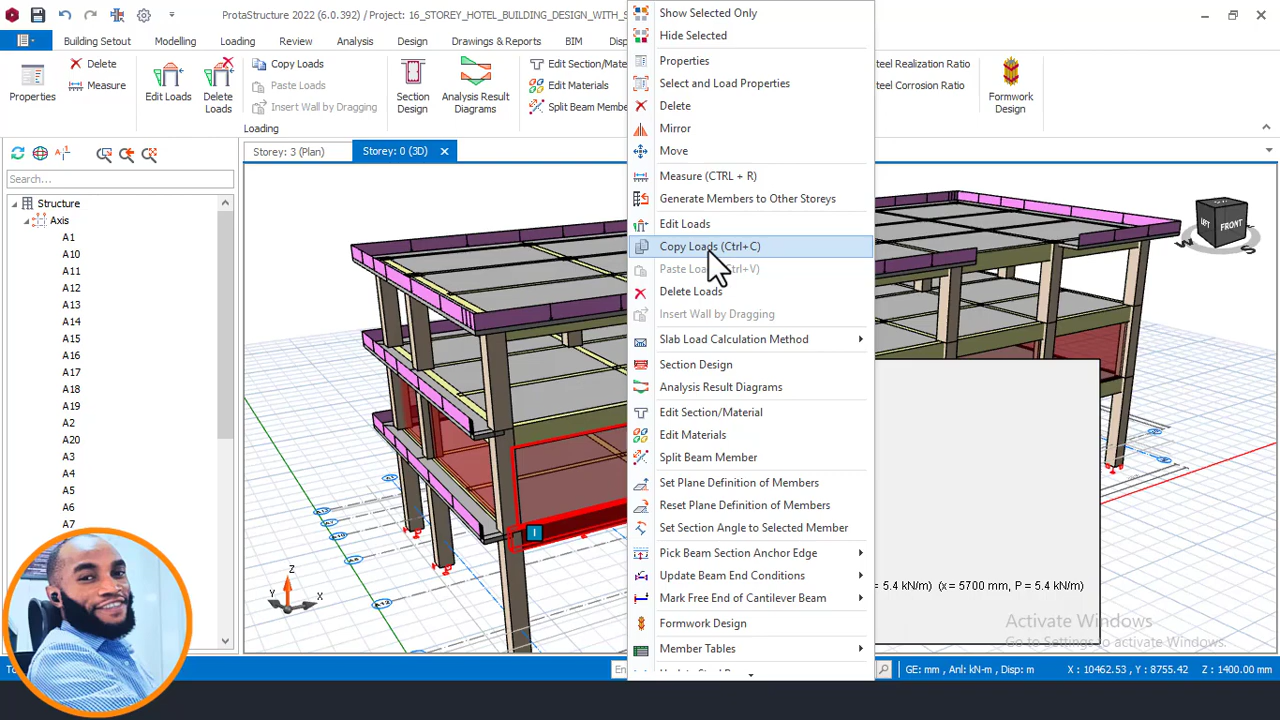 ProtaStructure 2022 (6.0.392) / Project: 16_STOREY_HOTEL_BUILDING_DESIGN_WITH_S
Building Setout
Modelling
Loading
Review
Analysis
Design
Drawings & Reports
BIM
Properties
Delete
Measure
Edit Loads
Delete Loads
Copy Loads
Paste Loads
Insert Wall by Dragging
Loading
Section Design
Analysis Result Diagrams
Edit Section/Mate
Edit Materials
Split Beam Membe
teel Realization Ratio
teel Corrosion Ratio
Formwork Design
Storey: 3 (Plan)
Storey: 0 (3D)
Search...
Structure
Axis
A1
A10
A11
A12
A13
A14
A15
A16
A17
A18
A19
A2
A20
A3
A4
A5
A6
A7
Show Selected Only
Hide Selected
Properties
Select and Load Properties
Delete
Mirror
Move
Measure (CTRL + R)
Generate Members to Other Storeys
Edit Loads
Copy Loads (Ctrl+C)
Delete Loads
Insert Wall by Dragging
Slab Load Calculation Method
Section Design
Analysis Result Diagrams
Edit Section/Material
Edit Materials
Split Beam Member
Set Plane Definition of Members
Reset Plane Definition of Members
Set Section Angle to Selected Member
Pick Beam Section Anchor Edge
Update Beam End Conditions
Mark Free End of Cantilever Beam
Formwork Design
Member Tables
LEFT
FRONT
W
S
Z
Y
X
I
= 5.4 kN/m) (x = 5700 mm, P = 5.4 kN/m)
Activate Windows
Go to Settings to activate Windows.
GE: mm, Anl: kN-m, Disp: m
X : 10462.53 , Y : 8755.42
Z : 1400.00 mm